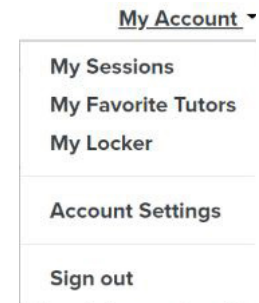 My Account
My Sessions
My Favorite Tutors
My Locker
Account Settings
Sign out